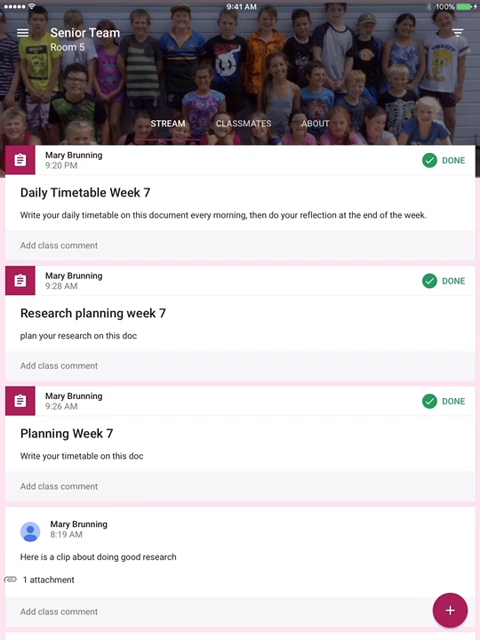 9:41 AM
100%
Senior Team
Room 5
STREAM CLASSMATES ABOUT
Mary Brunning
9:20 PM
DONE
Daily Timetable Week 7
Write your daily timetable on this document every morning, then do your reflection at the end of the week.
Add class comment
Mary Brunning
9:28 AM
DONE
Research planning week 7
plan your research on this doc
Add class comment
Mary Brunning
9:26 AM
DONE
Planning Week 7
Write your timetable on this doc
Add class comment
Mary Brunning
8:19 AM
Here is a clip about doing good research
1 attachment
Add class comment